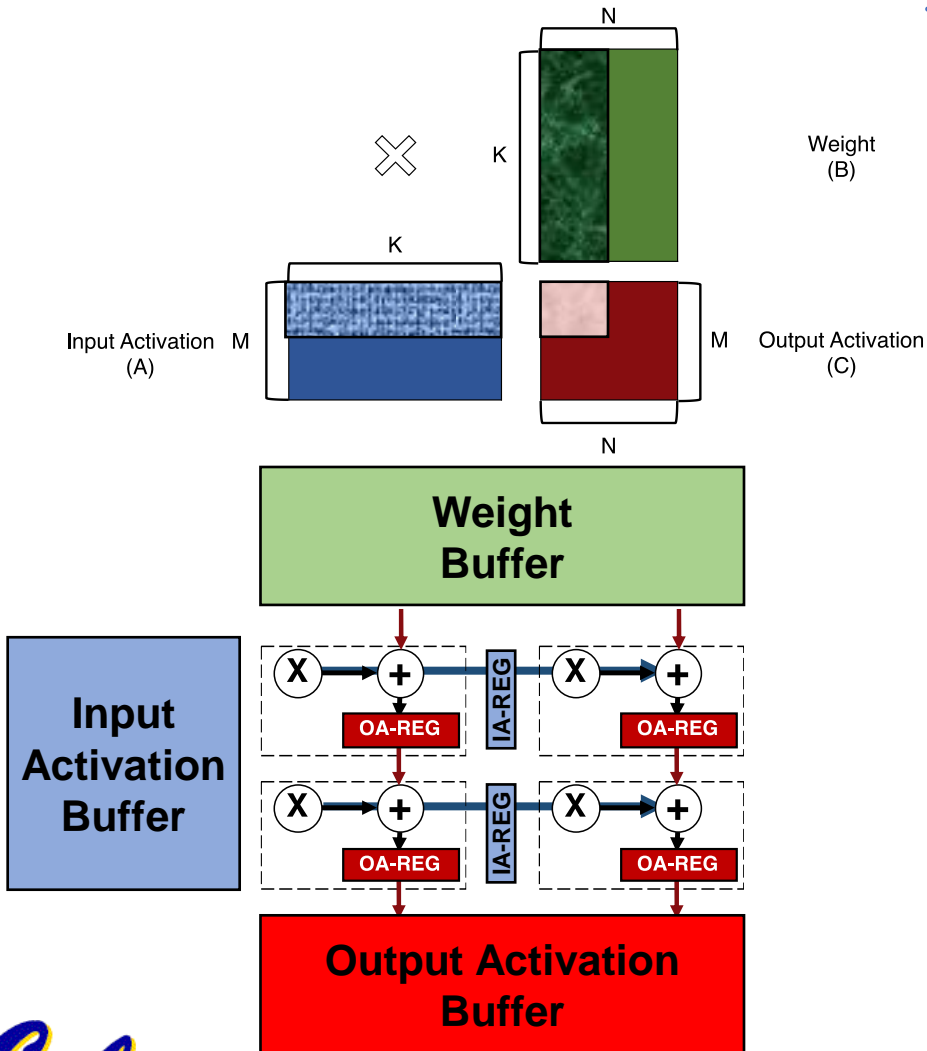 N
K
Weight
(B)
K
Input Activation M
(A)
M Output Activation
(C)
N
Weight
Buffer
Input
Activation
Buffer
X + IA-REG X +
OA-REG OA-REG
X + IA-REG X +
OA-REG OA-REG
Output Activation
Buffer